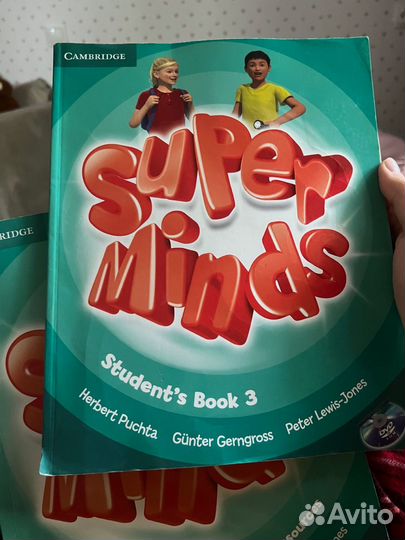 CAMBRIDGE
Super
Minds
Student's Book 3
Herbert Puchta
Günter Gerngross
Peter Lewis-Jones
DVD
RIDGE
Avito